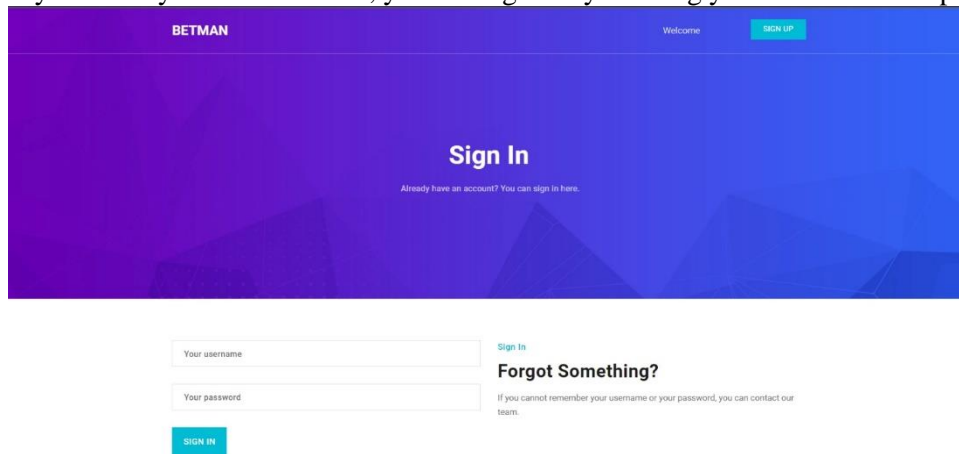 BETMAN
Welcome
SIGN UP
Sign In
Already have an account? You can sign in here.
Your username
Your password
SIGN IN
Sign In
Forgot Something?
If you cannot remember your username or your password, you can contact our
team.